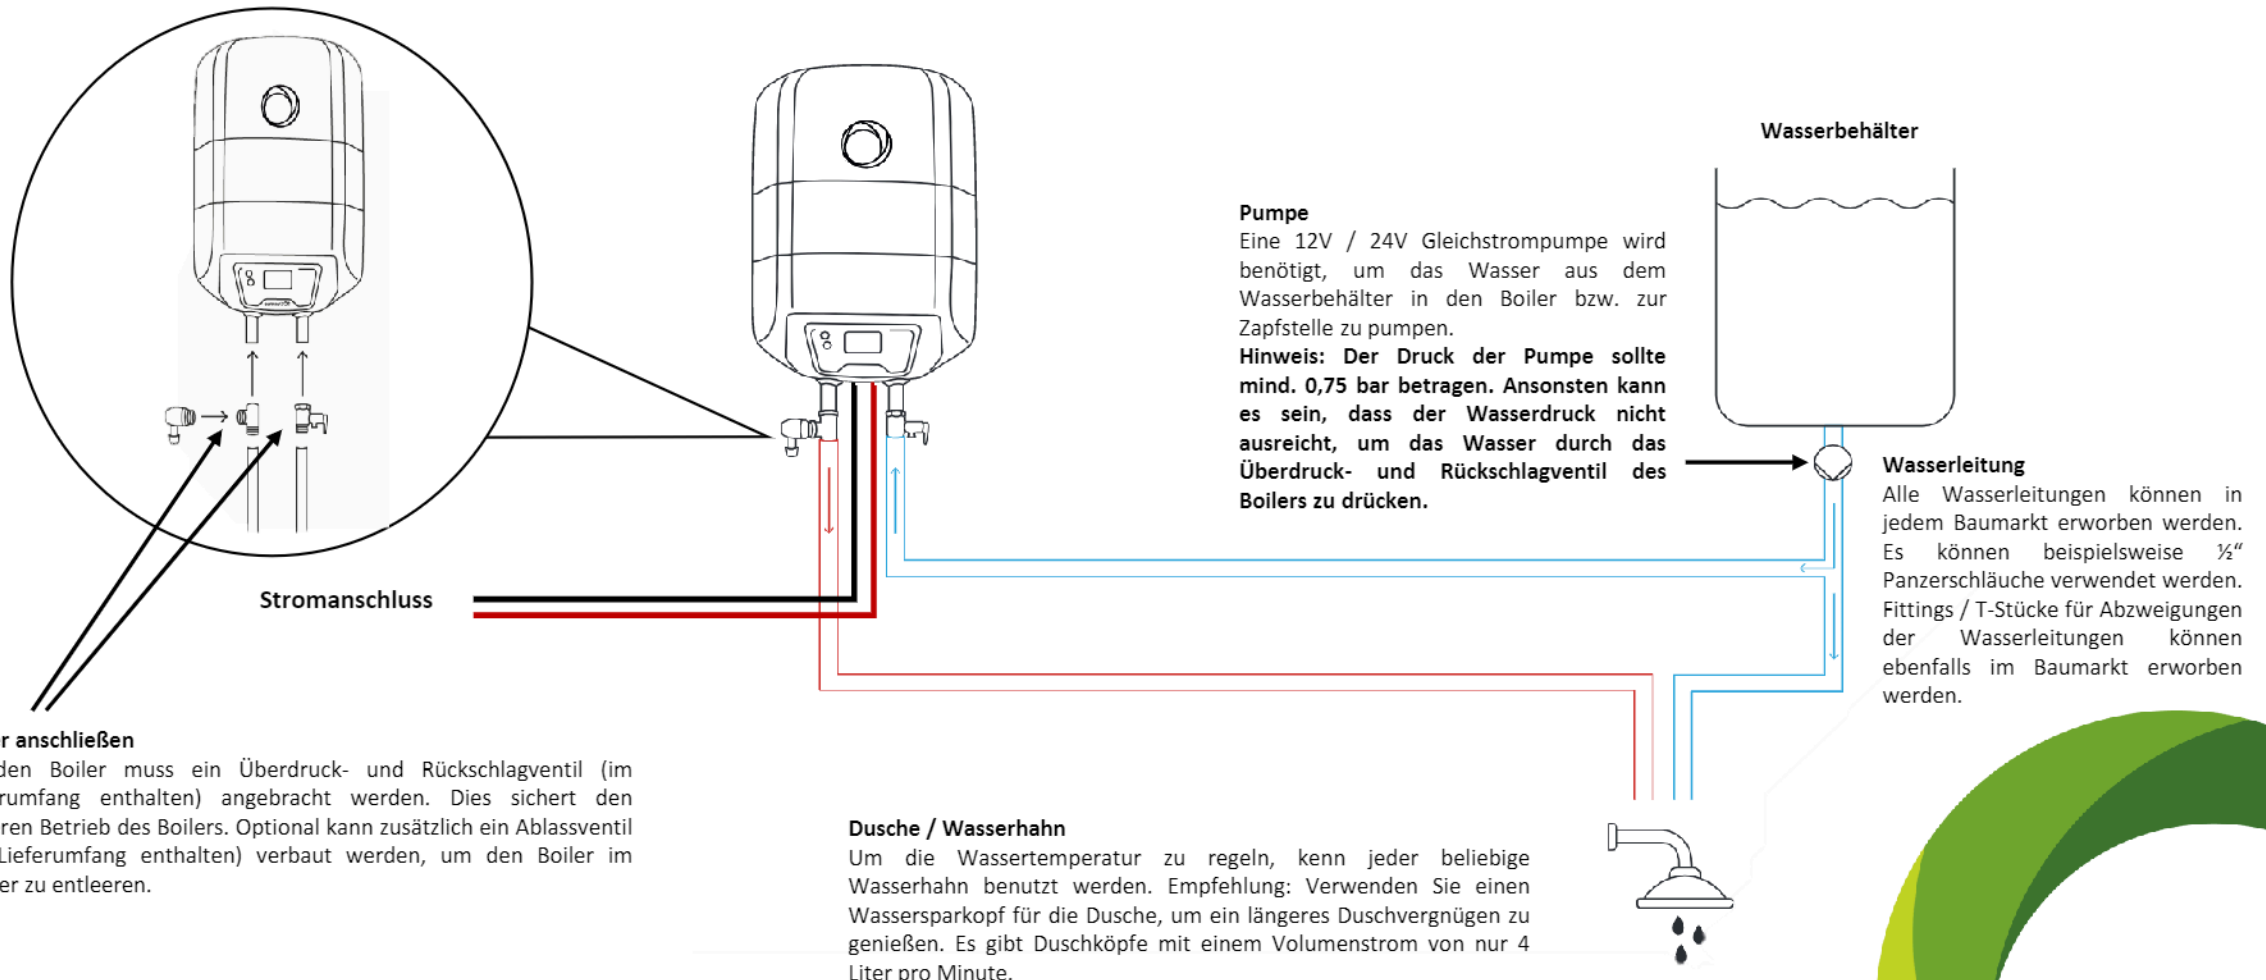 Wasserbehälter
Pumpe
Eine 12V / 24V Gleichstrompumpe wird
benötigt, um das Wasser aus dem
Wasserbehälter in den Boiler bzw. zur
Zapfstelle zu pumpen.
Hinweis: Der Druck der Pumpe sollte
mind. 0,75 bar betragen. Ansonsten kann
es sein, dass der Wasserdruck nicht
ausreicht, um das Wasser durch das
Überdruck- und Rückschlagventil des
Boilers zu drücken.
Wasserleitung
Alle Wasserleitungen können in
jedem Baumarkt erworben werden.
Es können beispielsweise ½“
Panzerschläuche verwendet werden.
Fittings / T-Stücke für Abzweigungen
der Wasserleitungen können
ebenfalls im Baumarkt erworben
werden.
Stromanschluss
r anschließen
den Boiler muss ein Überdruck- und Rückschlagventil (im
rumfang enthalten) angebracht werden. Dies sichert den
ren Betrieb des Boilers. Optional kann zusätzlich ein Ablassventil
Lieferumfang enthalten) verbaut werden, um den Boiler im
er zu entleeren.
Dusche / Wasserhahn
Um die Wassertemperatur zu regeln, kenn jeder beliebige
Wasserhahn benutzt werden. Empfehlung: Verwenden Sie einen
Wassersparkopf für die Dusche, um ein längeres Duschvergnügen zu
genießen. Es gibt Duschköpfe mit einem Volumenstrom von nur 4
Liter pro Minute.